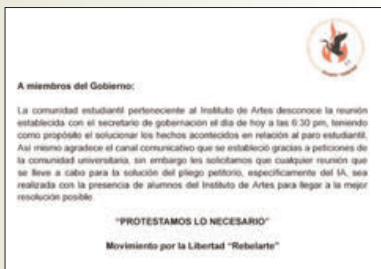 A miembros del Gobierno:
La comunidad estudiantil perteneciente al Instituto de Artes desconoce la reunión
establecida con el secretario de gobernación el día de hoy a las 6:30 pm, teniendo
como propósito el solucionar los hechos acontecidos en relación al paro estudiantil.
Así mismo agradece el canal comunicativo que se estableció gracias a peticiones de
la comunidad universitaria, sin embargo les solicitamos que cualquier reunión que
se lleve a cabo para la solución del pliego petitorio, específicamente del IA, sea
realizada con la presencia de alumnos del Instituto de Artes para llegar a la mejor
resolución posible.
“PROTESTAMOS LO NECESARIO”
Movimiento por la Libertad “Rebelarte”